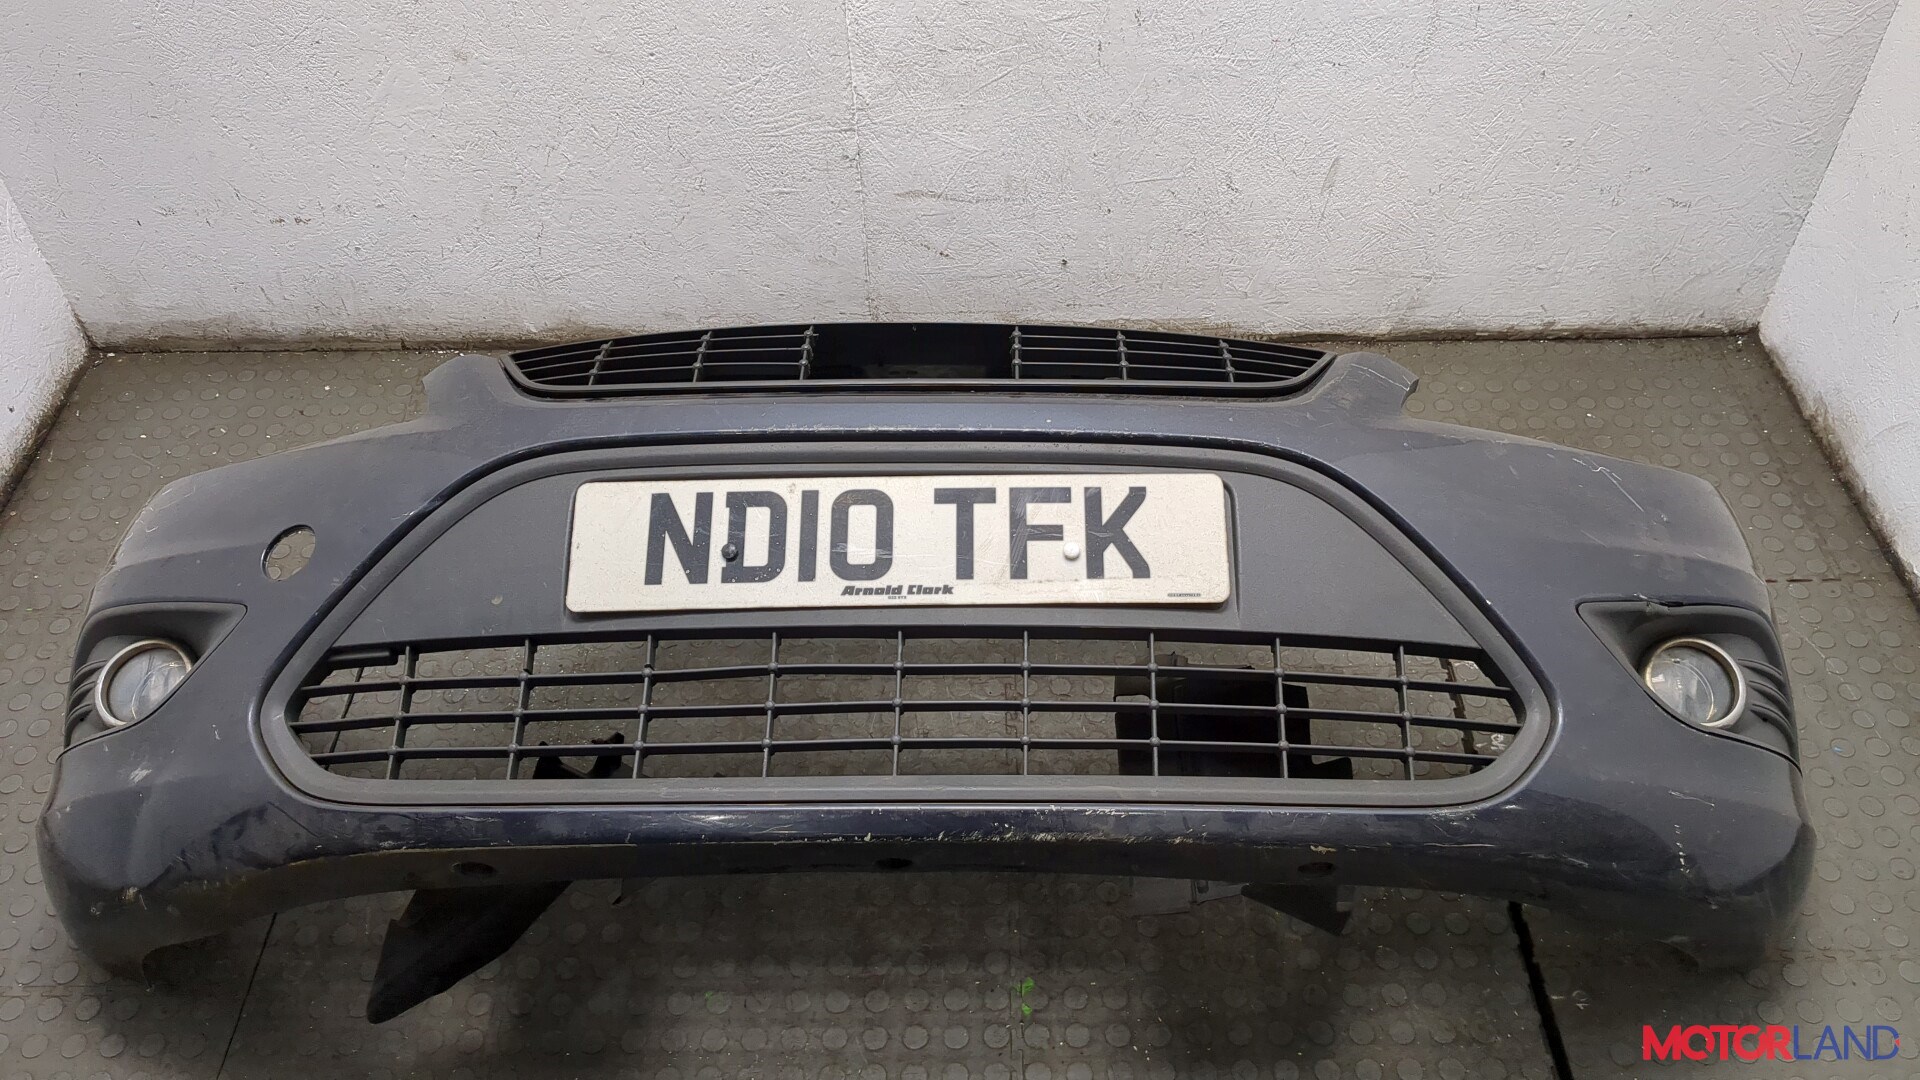 ND10 TFK
Arnold Clark
MOTORLAND